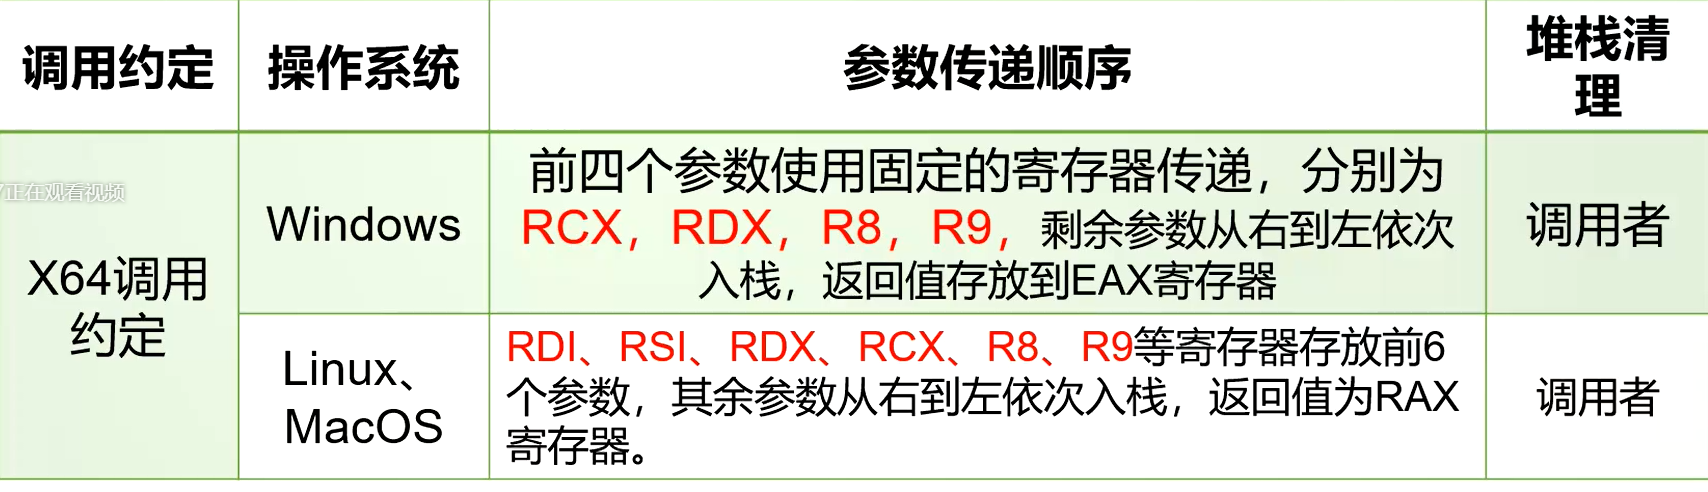 调用约定
操作系统
参数传递顺序
堆栈清
理
正在观看视频
X64调用
约定
Windows
前四个参数使用固定的寄存器传递，分别为
RCX，RDX，R8，R9，剩余参数从右到左依次
入栈，返回值存放到EAX寄存器
调用者
Linux、
MacOS
RDI、RSI、RDX、RCX、R8、R9等寄存器存放前6
个参数，其余参数从右到左依次入栈，返回值为RAX
寄存器。
调用者